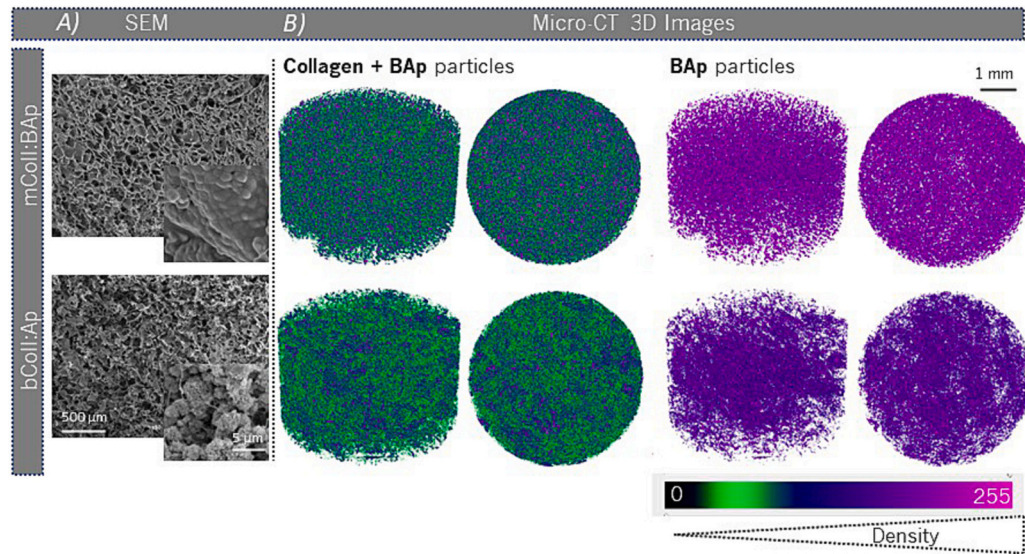 A) SEM B) Micro-CT 3D Images
mColl:BAp
Collagen + BAp particles BAp particles
1 mm
bColl:Ap
500 µm
5 µm
0 255
Density